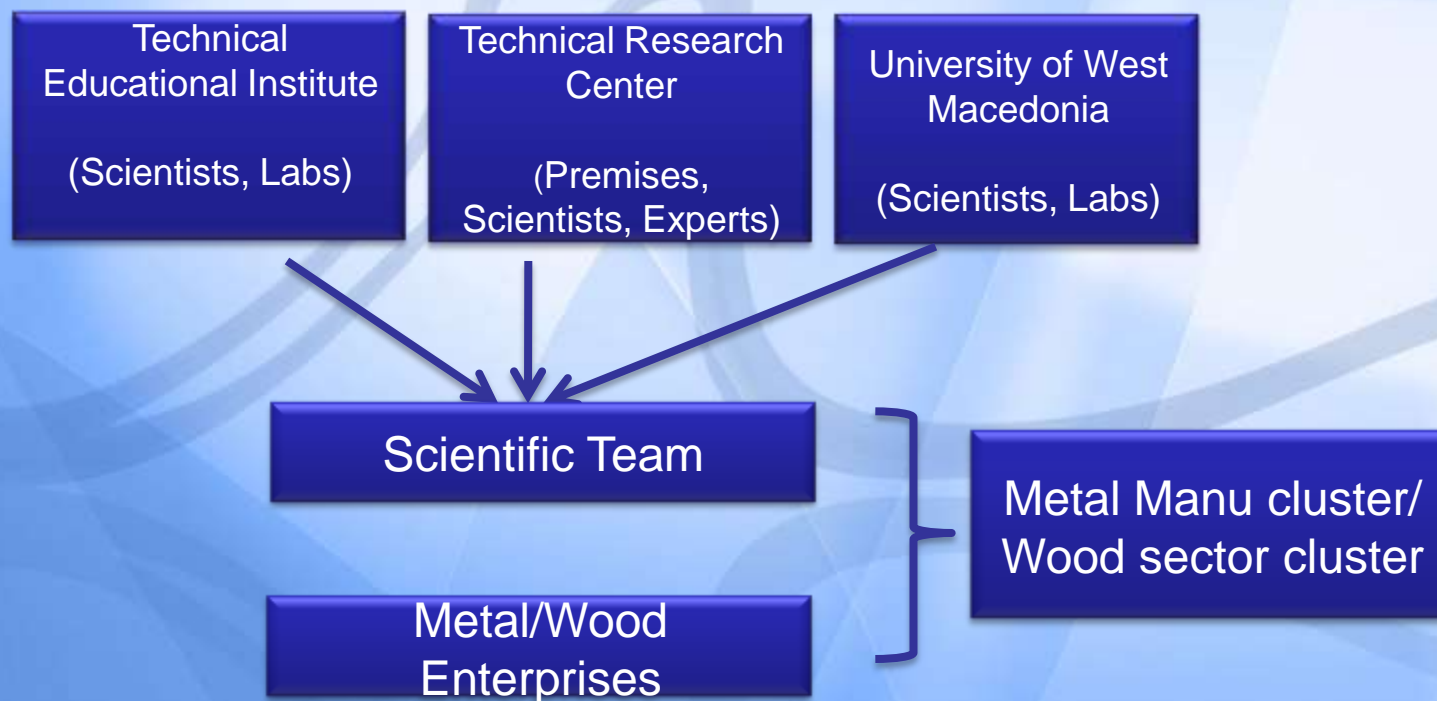 Technical
Educational Institute
(Scientists, Labs)
Technical Research
Center
(Premises,
Scientists, Experts)
University of West
Macedonia
(Scientists, Labs)
Scientific Team
Metal/Wood
Enterprises
Metal Manu cluster/
Wood sector cluster